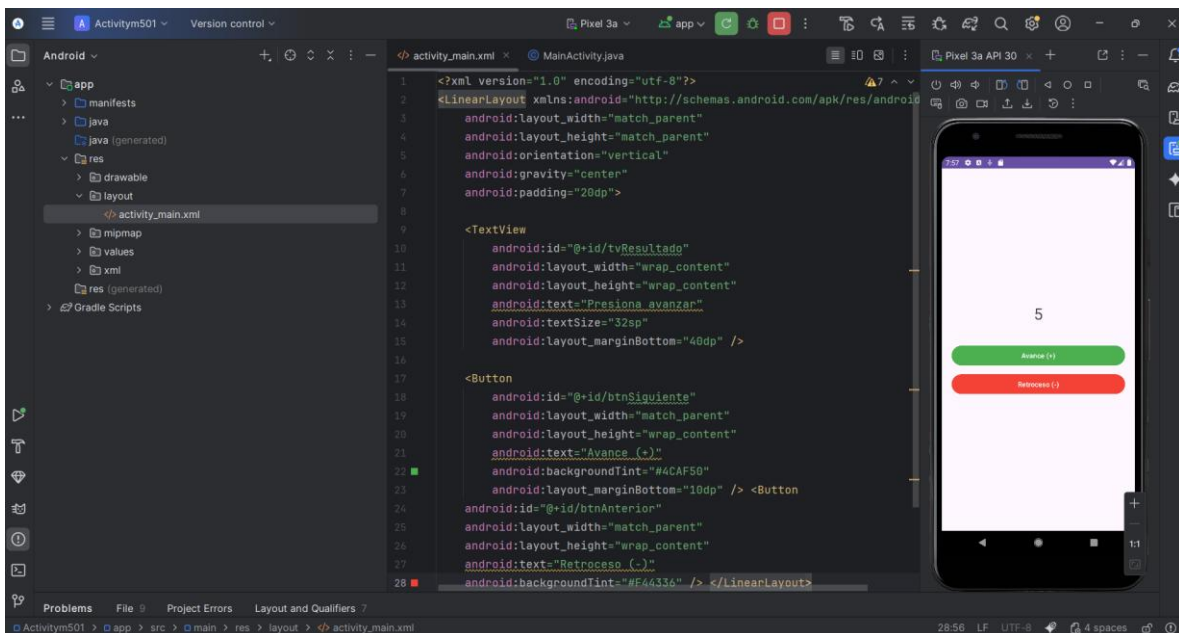 A Activitym501 Version control Pixel 3a app
Android
activity_main.xml MainActivity.java
Pixel 3a API 30
app
manifests
java
java (generated)
res
drawable
layout
activity_main.xml
mipmap
values
xml
res (generated)
Gradle Scripts
7
1 <?xml version="1.0" encoding="utf-8"?>
2 <LinearLayout xmlns:android="http://schemas.android.com/apk/res/android
3 android:layout_width="match_parent"
4 android:layout_height="match_parent"
5 android:orientation="vertical"
6 android:gravity="center"
7 android:padding="20dp">
8
9 <TextView
10 android:id="@+id/tvResultado"
11 android:layout_width="wrap_content"
12 android:layout_height="wrap_content"
13 android:text="Presiona avanzar"
14 android:textSize="32sp"
15 android:layout_marginBottom="40dp" />
16
17 <Button
18 android:id="@+id/btnSiguiente"
19 android:layout_width="match_parent"
20 android:layout_height="wrap_content"
21 android:text="Avance (+)"
22 android:backgroundTint="#4CAF50"
23 android:layout_marginBottom="10dp" /> <Button
24 android:id="@+id/btnAnterior"
25 android:layout_width="match_parent"
26 android:layout_height="wrap_content"
27 android:text="Retroceso (-)"
28 android:backgroundTint="#F44336" /> </LinearLayout>
7:57
5
Avance (+)
Retroceso (-)
1:1
Problems File 9 Project Errors Layout and Qualifiers 7
Activitym501 > app > src > main > res > layout > activity_main.xml
28:56 LF UTF-8 4 spaces